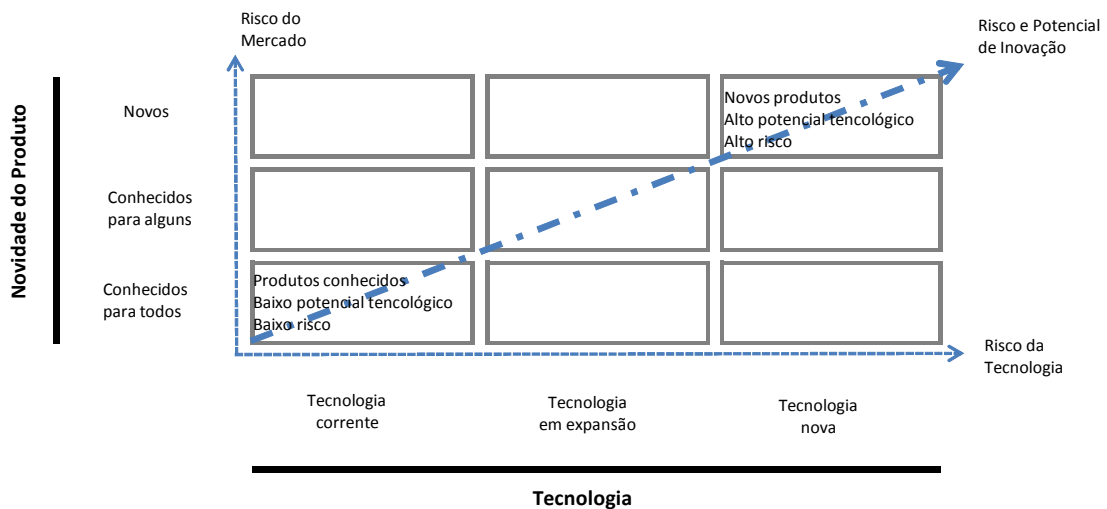 Risco do
Mercado
Risco e Potencial
de Inovação
Novidade do Produto
Novos
Novos produtos
Alto potencial tencológico
Alto risco
Conhecidos
para alguns
Conhecidos
para todos
Produtos conhecidos
Baixo potencial tencológico
Baixo risco
Risco da
Tecnologia
Tecnologia
corrente
Tecnologia
em expansão
Tecnologia
nova
Tecnologia